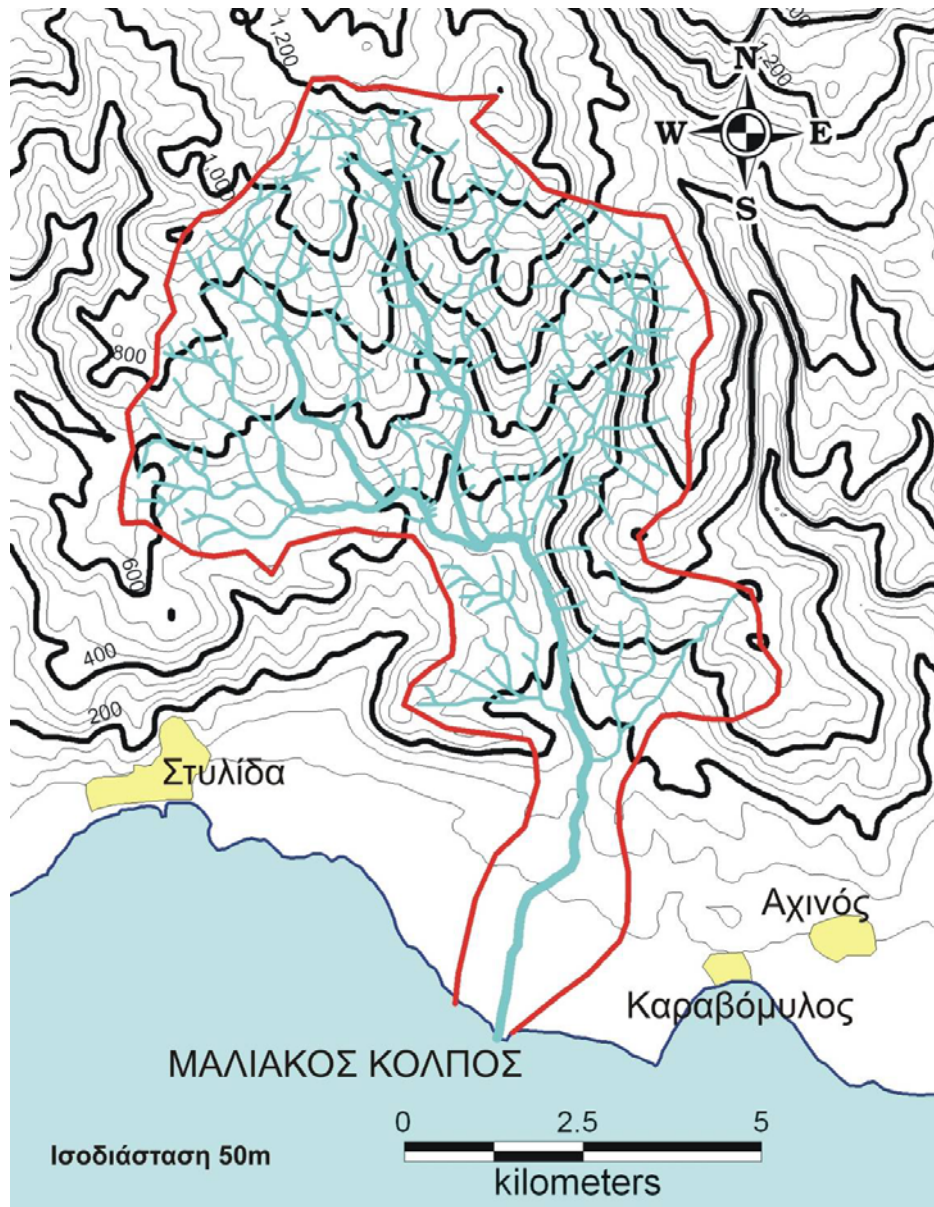 1,200
1,200
N
W E
S
1,000
800
600
400
200
Στυλίδα
Αχινός
Καραβόμυλος
ΜΑΛΙΑΚΟΣ ΚΟΛΠΟΣ
0 2.5 5
Ισοδιάσταση 50m
kilometers